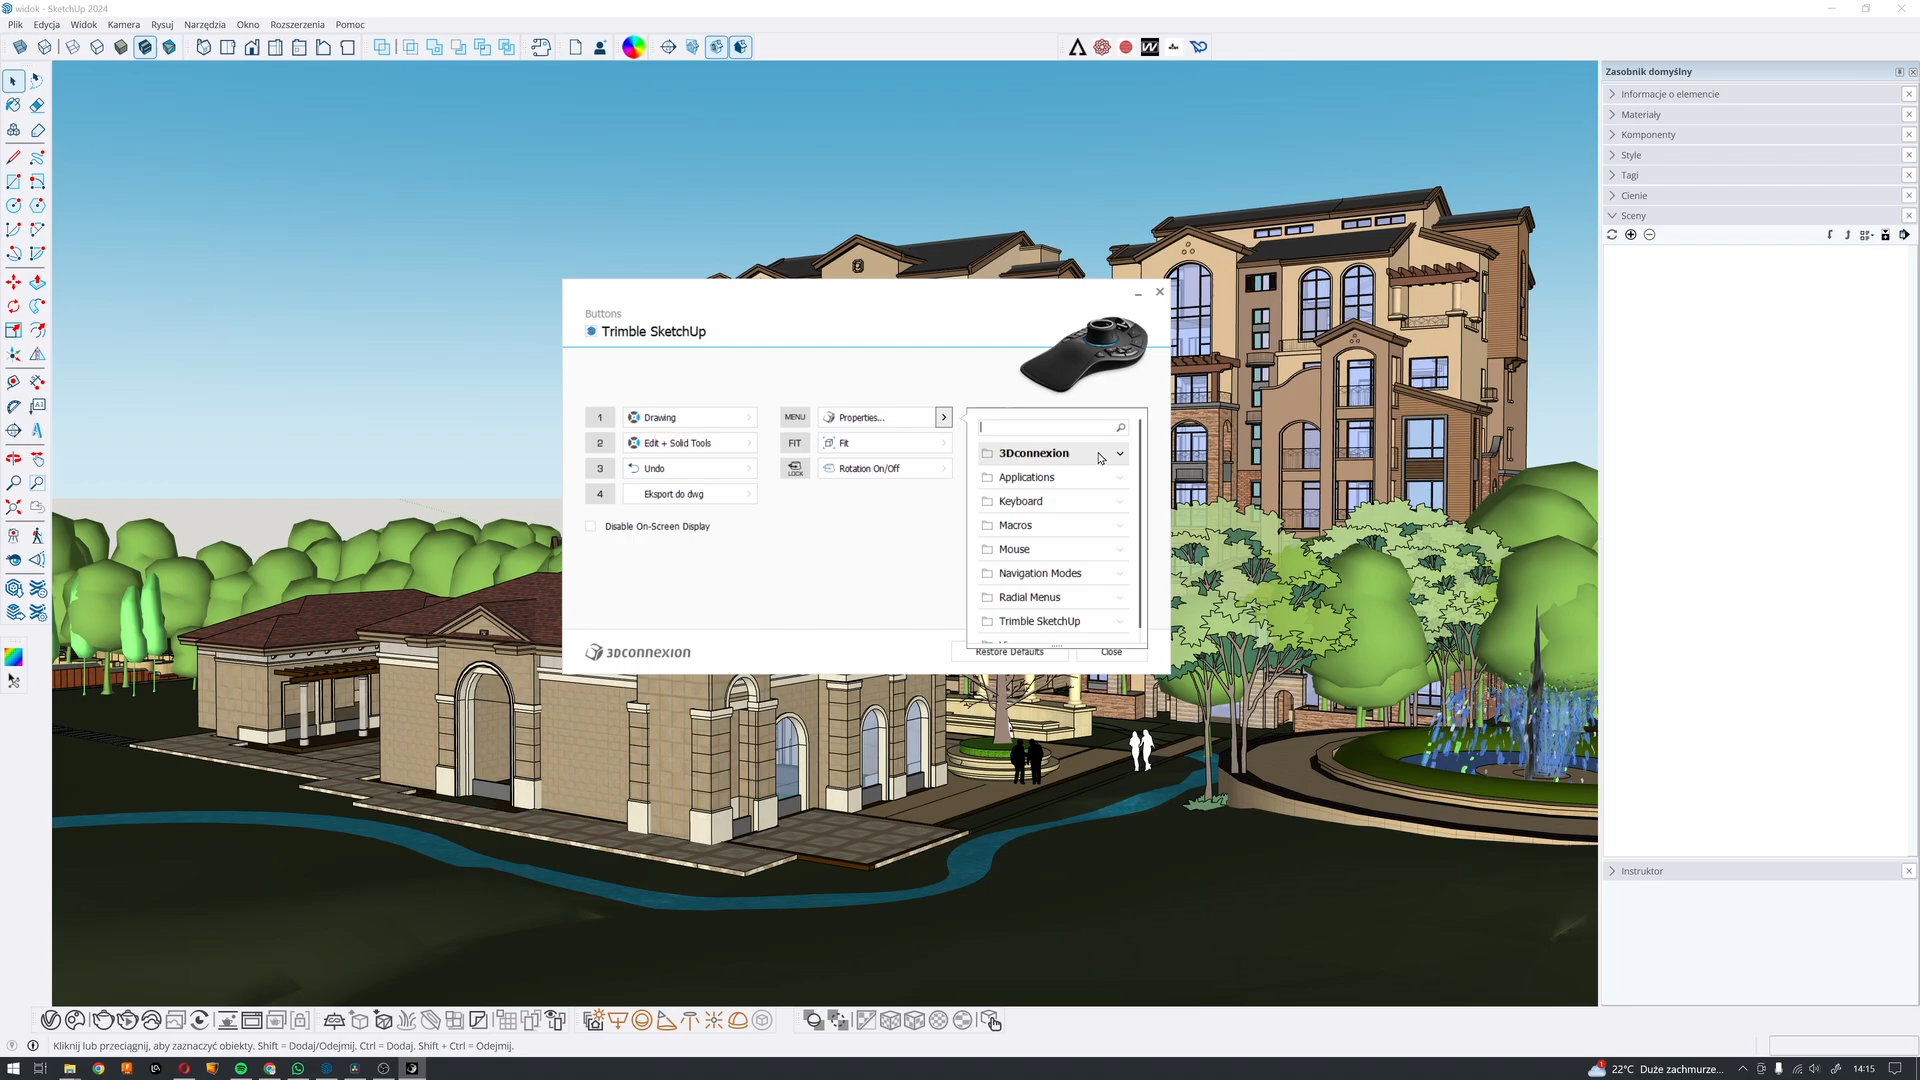 widok - SketchUp 2024
Plik Edycja Widok Kamera Rysuj Narzędzia Okno Rozszerzenia Pomoc
Zasobnik domyślny
Informacje o elemencie
Materiały
Komponenty
Style
Tagi
Cienie
Sceny
Buttons
Trimble SketchUp
1 Drawing MENU Properties...
2 Edit + Solid Tools FIT Fit
3 Undo LOCK Rotation On/Off
4 Eksport do dwg
Disable On-Screen Display
3Dconnexion
Applications
Keyboard
Macros
Mouse
Navigation Modes
Radial Menus
Trimble SketchUp
3Dconnexion
Restore Defaults Close
Instruktor
Kliknij lub przeciągnij, aby zaznaczyć obiekty. Shift = Dodaj/Odejmij. Ctrl = Dodaj. Shift + Ctrl = Odejmij.
22°C Duże zachmurze... 14:15